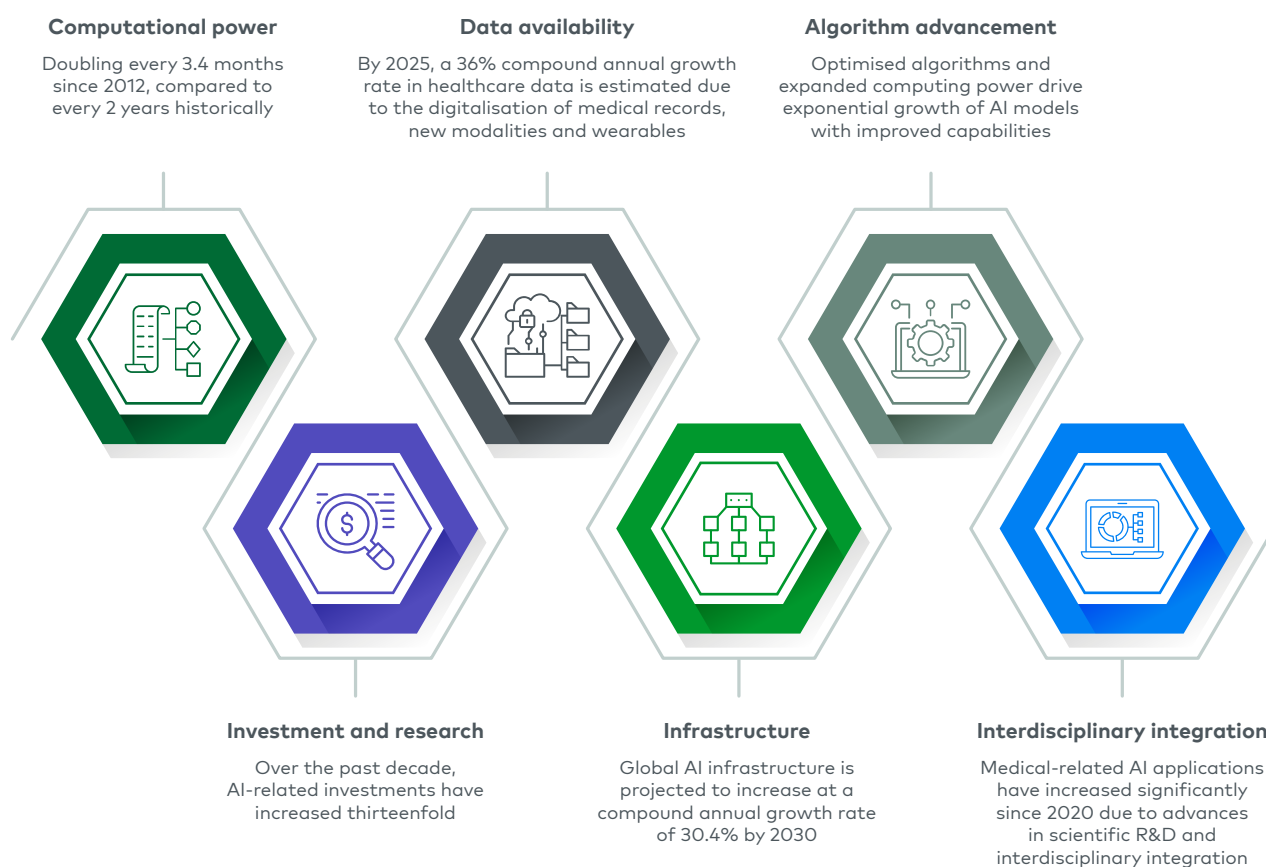 Computational power
Doubling every 3.4 months
since 2012, compared to
every 2 years historically
Data availability
By 2025, a 36% compound annual growth
rate in healthcare data is estimated due
to the digitalisation of medical records,
new modalities and wearables
Algorithm advancement
Optimised algorithms and
expanded computing power drive
exponential growth of AI models
with improved capabilities
$
Investment and research
Over the past decade,
AI-related investments have
increased thirteenfold
Infrastructure
Global AI infrastructure is
projected to increase at a
compound annual growth rate
of 30.4% by 2030
Interdisciplinary integration
Medical-related AI applications
have increased significantly
since 2020 due to advances
in scientific R&D and
interdisciplinary integration